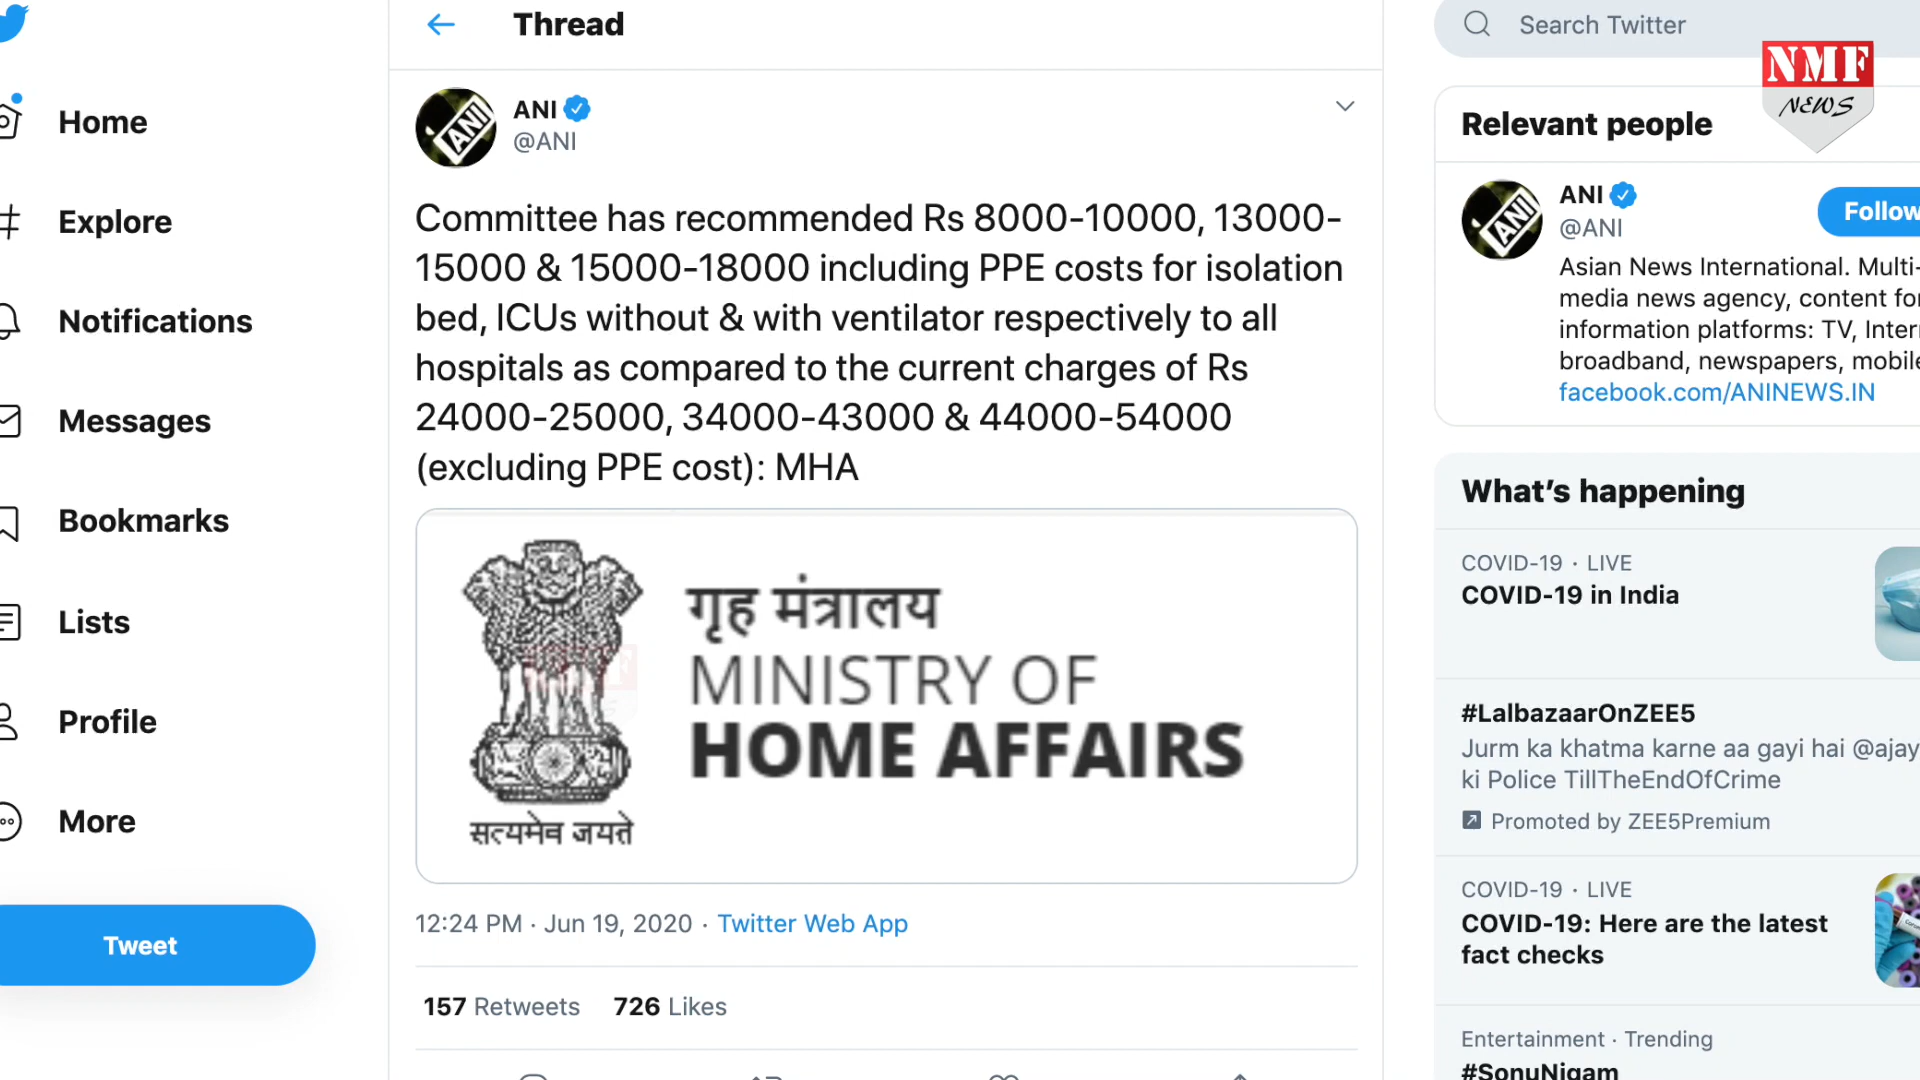 Home
Explore
Notifications
Messages
Bookmarks
Lists
Profile
More
Tweet
Thread
ANI
@ANI
Committee has recommended Rs 8000-10000, 13000-
15000 & 15000-18000 including PPE costs for isolation
bed, ICUs without & with ventilator respectively to all
hospitals as compared to the current charges of Rs
24000-25000, 34000-43000 & 44000-54000
(excluding PPE cost): MHA
गृह मंत्रालय
MINISTRY OF
HOME AFFAIRS
सत्यमेव जयते
12:24 PM · Jun 19, 2020 · Twitter Web App
157 Retweets 726 Likes
Search Twitter
NMF
NEWS
Relevant people
ANI
@ANI
Follow
Asian News International. Multi-
media news agency, content for
information platforms: TV,
broadband, newspapers,
facebook.com/ANINEWS.IN
What's happening
COVID-19 · LIVE
COVID-19 in India
#LalbazaarOnZEE5
Jurm ka khatma karne aa gayi hai @ajay
ki Police TillTheEndOfCrime
Promoted by ZEE5Premium
COVID-19 · LIVE
COVID-19: Here are the latest
fact checks
Entertainment · Trending
#SonuNigam